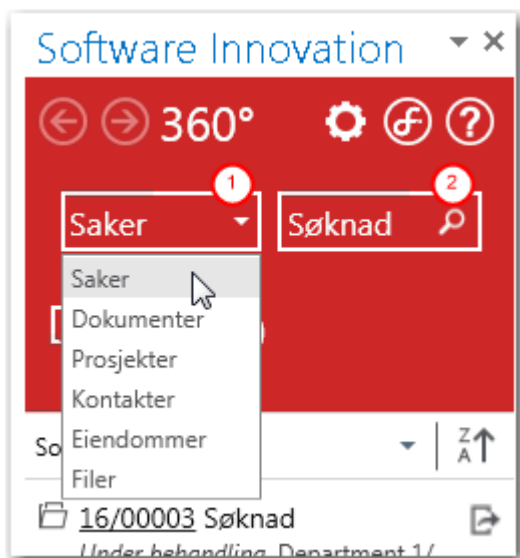 Software Innovation
360°
1
2
Saker
Søknad
Saker
Dokumenter
Prosjekter
Kontakter
So
Eiendommer
Z
A
Filer
16/00003 Søknad
Under behandling, Department 1/